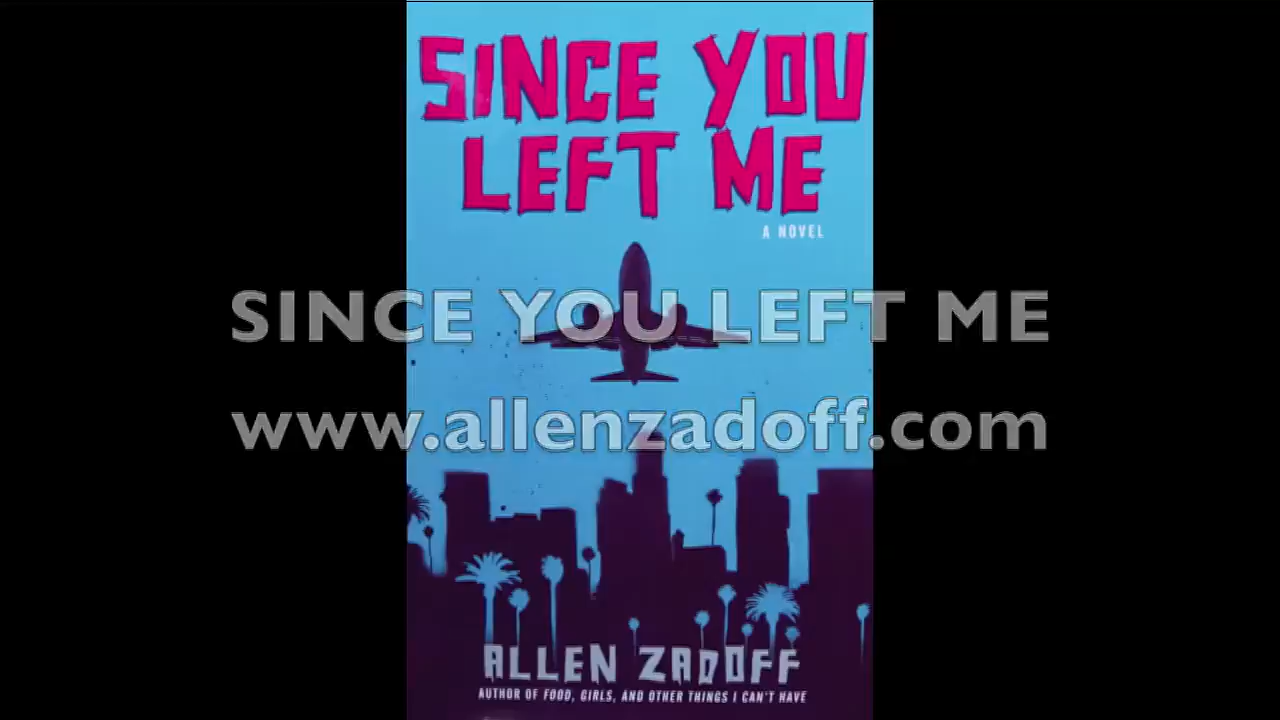 SINCE YOU
LEFT ME
A NOVEL
SINCE YOU LEFT ME
www.allenzadoff.com
ALLEN ZADOFF
AUTHOR OF FOOD, GIRLS, AND OTHER THINGS I CAN'T HAVE